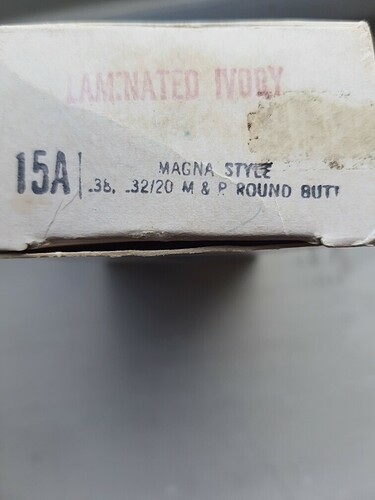 LAMINATED IVORY
15A
MAGNA STYLE
.38, .32/20 M & P ROUND BUTT